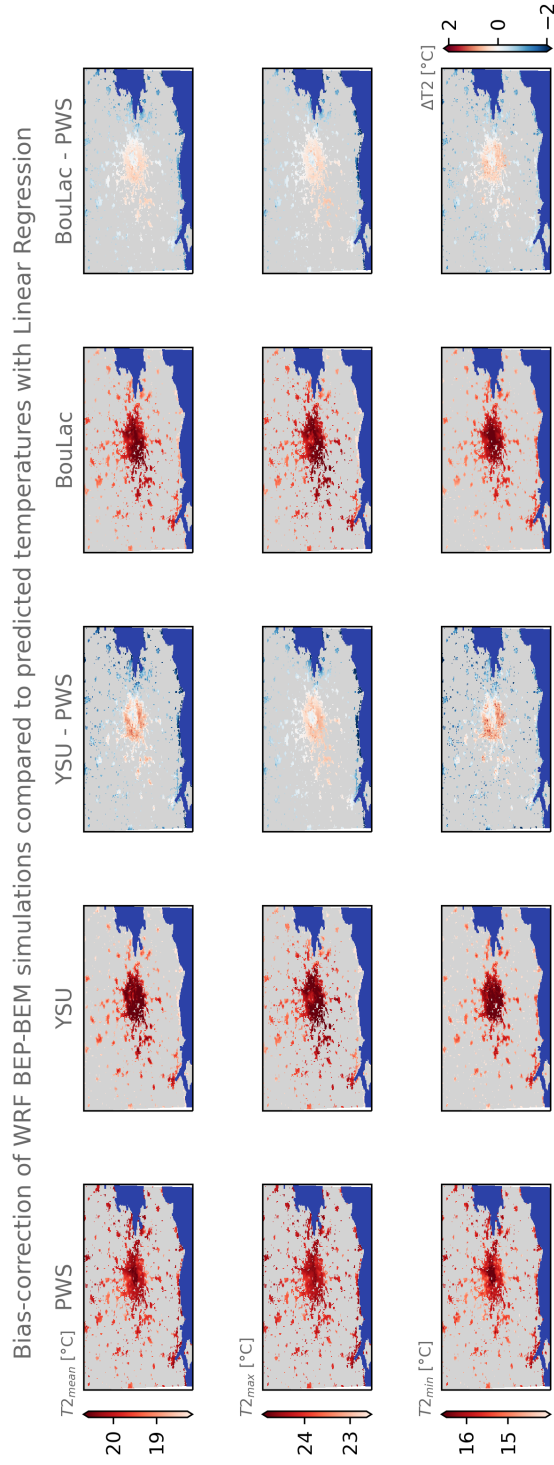 Bias-correction of WRF BEP-BEM simulations compared to predicted temperatures with Linear Regression
PWS
YSU
YSU - PWS
BouLac
BouLac - PWS
T2mean [°C]
20
19
T2max [°C]
24
23
T2min [°C]
16
15
ΔT2 [°C]
2
0
−2